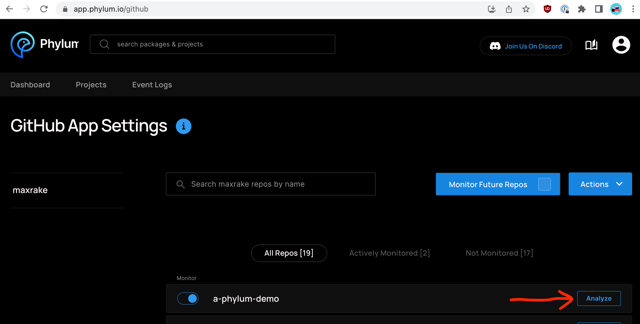 app.phylum.io/github
Phylum
search packages & projects
Join Us On Discord
Dashboard Projects Event Logs
GitHub App Settings
maxrake
Search maxrake repos by name
Monitor Future Repos
Actions
All Repos [19] Actively Monitored [2] Not Monitored [17]
Monitor
a-phylum-demo
Analyze